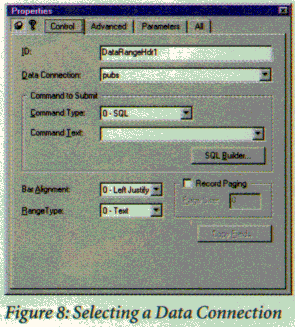 Properties
Control Advanced Parameters All
ID: DataRangeHdr1
Data Connection: pubs
Command to Submit
Command Type: 0 - SQL
Command Text:
SQL Builder...
Bar Alignment: 0 - Left Justify
Record Paging
RangeType: 0 - Text
Page Size:
Figure 8: Selecting a Data Connection